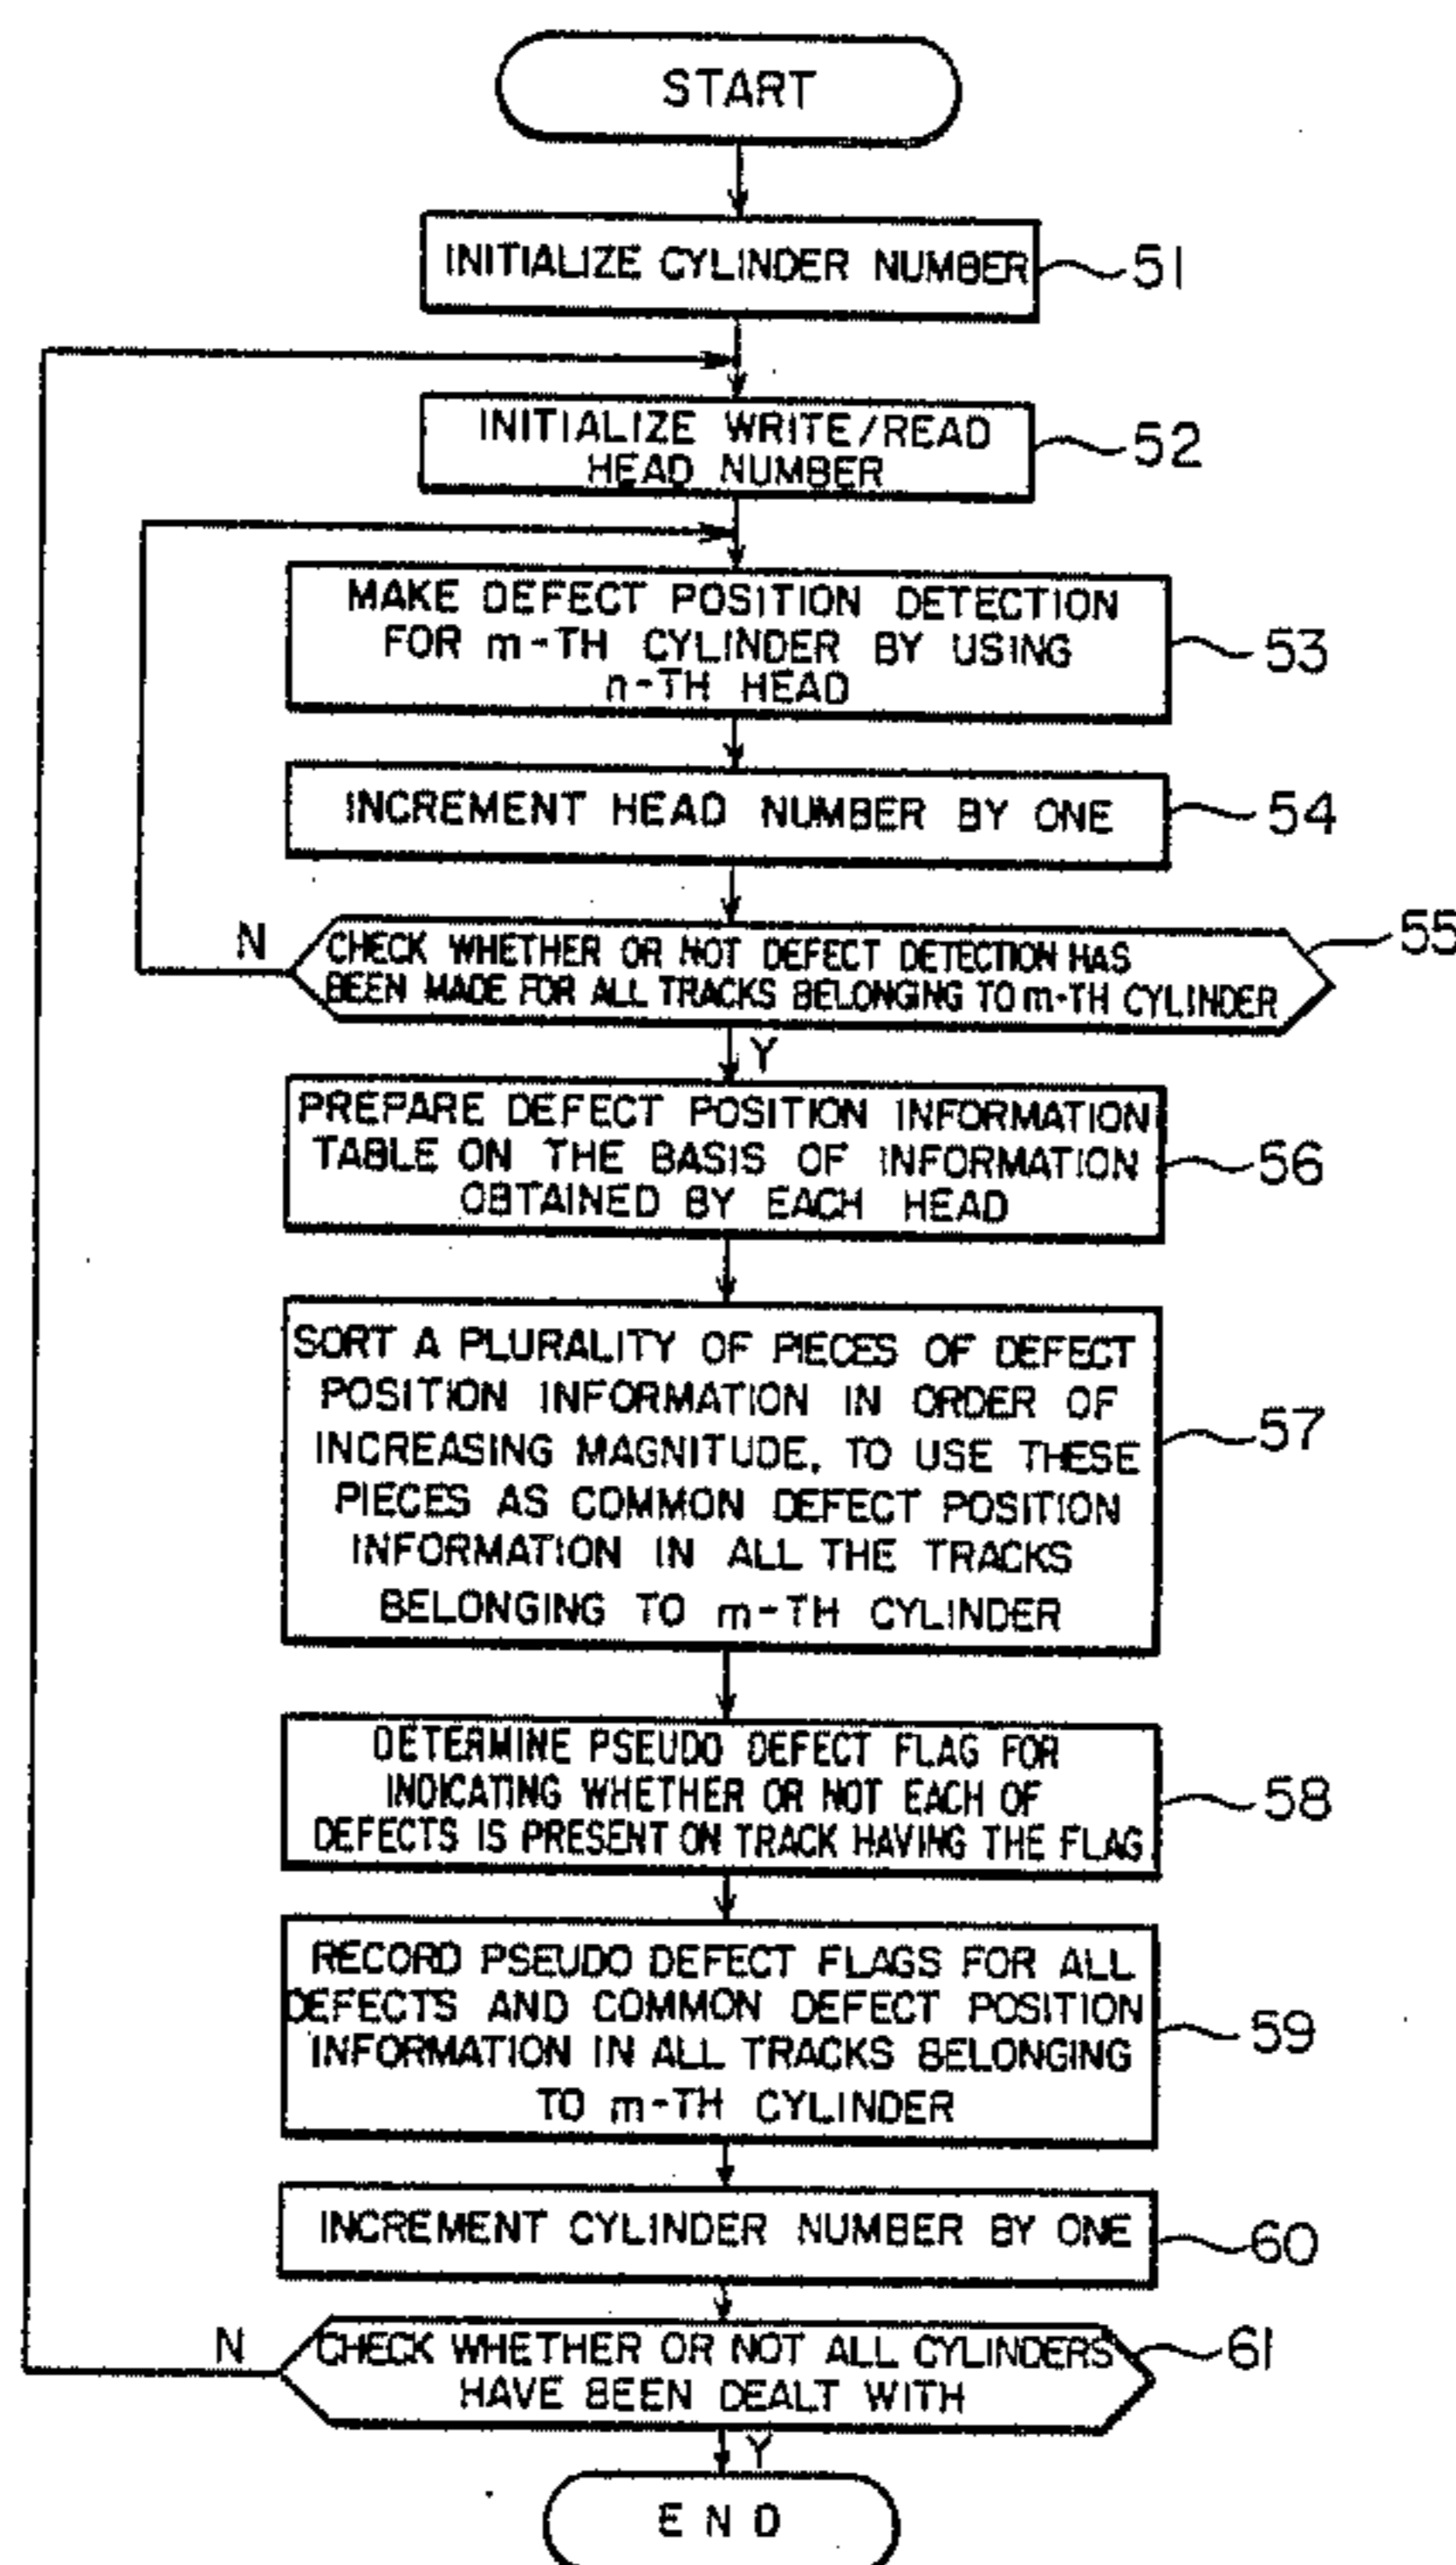 START
INITIALIZE CYLINDER NUMBER
51
INITIALIZE WRITE/READ
HEAD NUMBER
52
MAKE DEFECT POSITION DETECTION
FOR m-TH CYLINDER BY USING
n-TH HEAD
53
INCREMENT HEAD NUMBER BY ONE
54
N
CHECK WHETHER OR NOT DEFECT DETECTION HAS
BEEN MADE FOR ALL TRACKS BELONGING TO m-TH CYLINDER
55
Y
PREPARE DEFECT POSITION INFORMATION
TABLE ON THE BASIS OF INFORMATION
OBTAINED BY EACH HEAD
56
SORT A PLURALITY OF PIECES OF DEFECT
POSITION INFORMATION IN ORDER OF
INCREASING MAGNITUDE, TO USE THESE
PIECES AS COMMON DEFECT POSITION
INFORMATION IN ALL THE TRACKS
BELONGING TO m-TH CYLINDER
57
DETERMINE PSEUDO DEFECT FLAG FOR
INDICATING WHETHER OR NOT EACH OF
DEFECTS IS PRESENT ON TRACK HAVING THE FLAG
58
RECORD PSEUDO DEFECT FLAGS FOR ALL
DEFECTS AND COMMON DEFECT POSITION
INFORMATION IN ALL TRACKS BELONGING
TO m-TH CYLINDER
59
INCREMENT CYLINDER NUMBER BY ONE
60
N
CHECK WHETHER OR NOT ALL CYLINDERS
HAVE BEEN DEALT WITH
61
Y
END